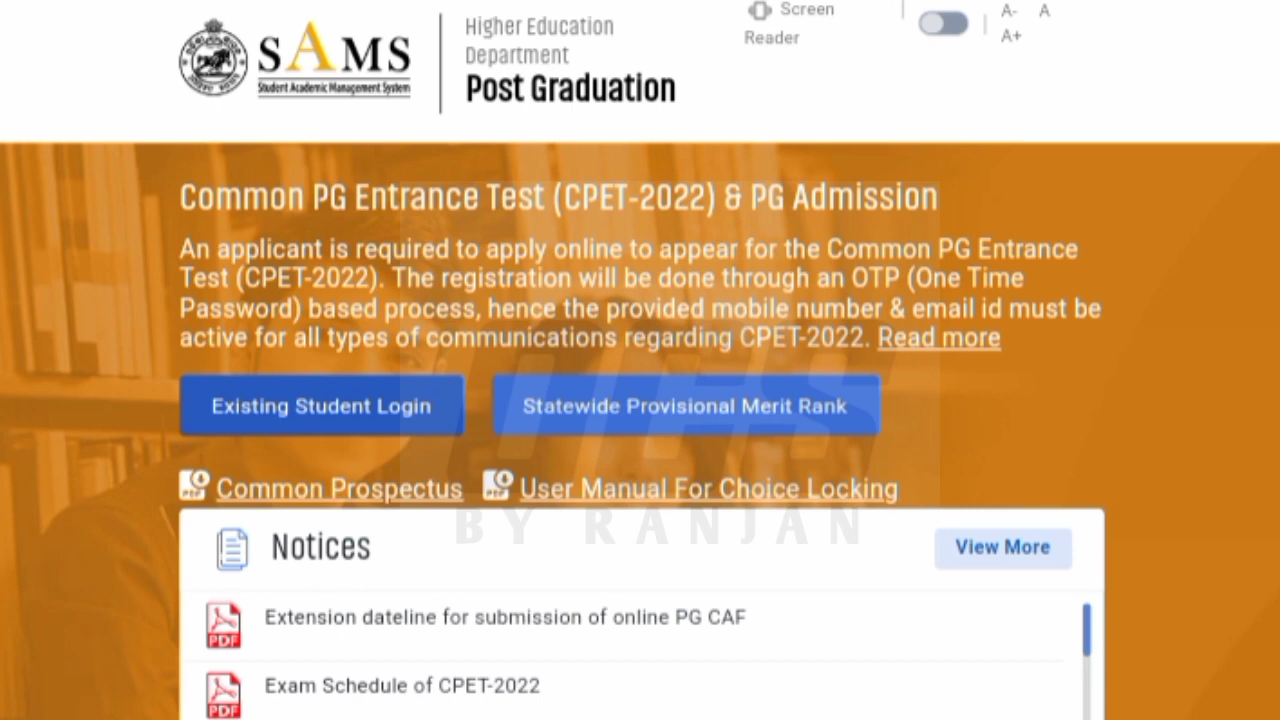 SAMS
Student Academic Management System
Higher Education
Department
Post Graduation
Screen
Reader
A- A
A+
Common PG Entrance Test (CPET-2022) & PG Admission
An applicant is required to apply online to appear for the Common PG Entrance
Test (CPET-2022). The registration will be done through an OTP (One Time
Password) based process, hence the provided mobile number & email id must be
active for all types of communications regarding CPET-2022. Read more
Existing Student Login
Statewide Provisional Merit Rank
Common Prospectus
User Manual For Choice Locking
BY RANJAN
Notices
View More
PDF
Extension dateline for submission of online PG CAF
PDF
Exam Schedule of CPET-2022